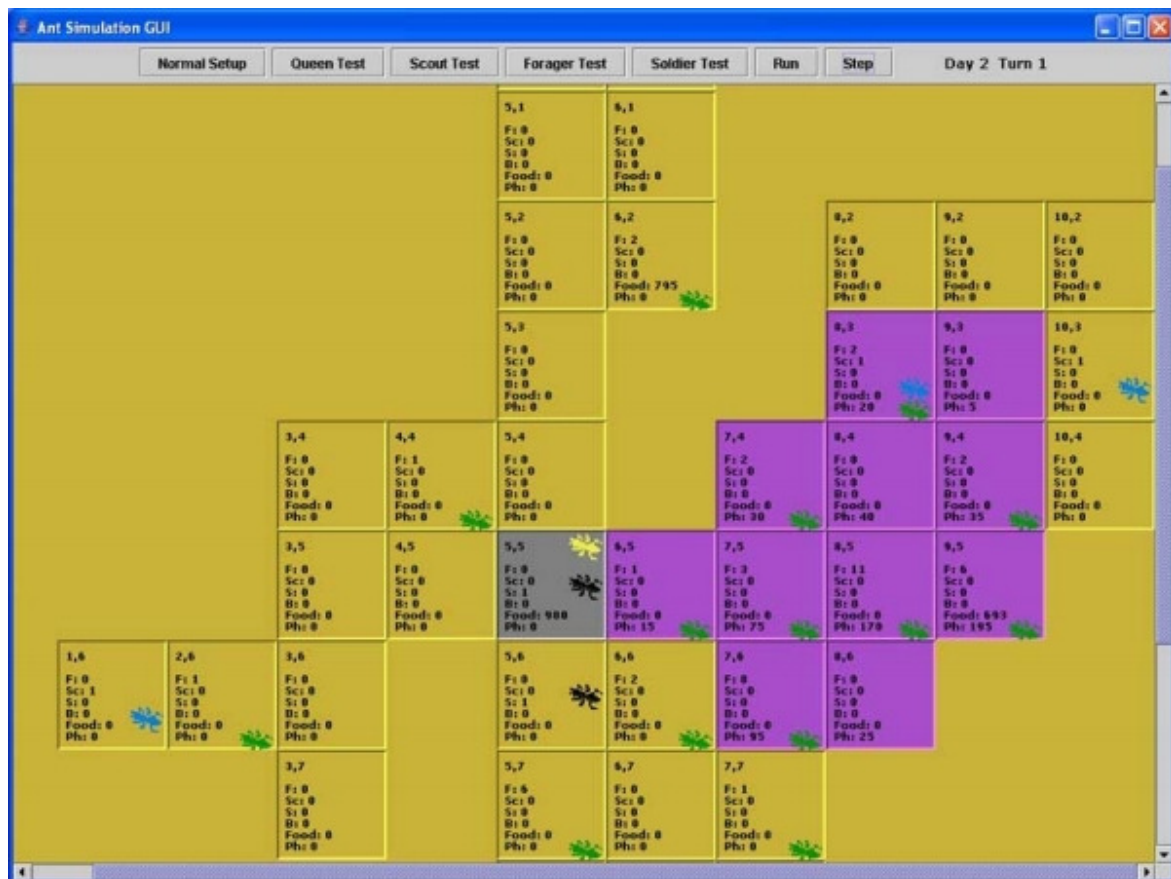 Ant Simulation GUI
Normal Setup Queen Test Scout Test Forager Test Soldier Test Run Step Day 2 Turn 1
5,1
F: 0
Sc: 0
S: 0
B: 0
Food: 0
Ph: 0
6,1
F: 0
Sc: 0
S: 0
B: 0
Food: 0
Ph: 0
5,2
F: 0
Sc: 0
S: 0
B: 0
Food: 0
Ph: 0
6,2
F: 2
Sc: 0
S: 0
B: 0
Food: 795
Ph: 0
8,2
F: 0
Sc: 0
S: 0
B: 0
Food: 0
Ph: 0
9,2
F: 0
Sc: 0
S: 0
B: 0
Food: 0
Ph: 0
10,2
F: 0
Sc: 0
S: 0
B: 0
Food: 0
Ph: 0
5,3
F: 0
Sc: 0
S: 0
B: 0
Food: 0
Ph: 0
8,3
F: 2
Sc: 1
S: 0
B: 0
Food: 0
Ph: 20
9,3
F: 0
Sc: 0
S: 0
B: 0
Food: 0
Ph: 5
10,3
F: 0
Sc: 1
S: 0
B: 0
Food: 0
Ph: 0
3,4
F: 0
Sc: 0
S: 0
B: 0
Food: 0
Ph: 0
4,4
F: 1
Sc: 0
S: 0
B: 0
Food: 0
Ph: 0
5,4
F: 0
Sc: 0
S: 0
B: 0
Food: 0
Ph: 0
7,4
F: 2
Sc: 0
S: 0
B: 0
Food: 0
Ph: 30
8,4
F: 0
Sc: 0
S: 0
B: 0
Food: 0
Ph: 40
9,4
F: 2
Sc: 0
S: 0
B: 0
Food: 0
Ph: 35
10,4
F: 0
Sc: 0
S: 0
B: 0
Food: 0
Ph: 0
3,5
F: 0
Sc: 0
S: 0
B: 0
Food: 0
Ph: 0
4,5
F: 0
Sc: 0
S: 0
B: 0
Food: 0
Ph: 0
5,5
F: 0
Sc: 0
S: 1
B: 0
Food: 980
Ph: 0
6,5
F: 1
Sc: 0
S: 0
B: 0
Food: 0
Ph: 15
7,5
F: 3
Sc: 0
S: 0
B: 0
Food: 0
Ph: 75
8,5
F: 11
Sc: 0
S: 0
B: 0
Food: 0
Ph: 170
9,5
F: 6
Sc: 0
S: 0
B: 0
Food: 693
Ph: 195
1,6
F: 0
Sc: 1
S: 0
B: 0
Food: 0
Ph: 0
2,6
F: 1
Sc: 0
S: 0
B: 0
Food: 0
Ph: 0
3,6
F: 0
Sc: 0
S: 0
B: 0
Food: 0
Ph: 0
5,6
F: 0
Sc: 0
S: 1
B: 0
Food: 0
Ph: 0
6,6
F: 2
Sc: 0
S: 0
B: 0
Food: 0
Ph: 0
7,6
F: 8
Sc: 0
S: 0
B: 0
Food: 0
Ph: 95
8,6
F: 0
Sc: 0
S: 0
B: 0
Food: 0
Ph: 25
3,7
F: 0
Sc: 0
S: 0
B: 0
Food: 0
Ph: 0
5,7
F: 6
Sc: 0
S: 0
B: 0
Food: 0
Ph: 0
6,7
F: 0
Sc: 0
S: 0
B: 0
Food: 0
Ph: 0
7,7
F: 1
Sc: 0
S: 0
B: 0
Food: 0
Ph: 0